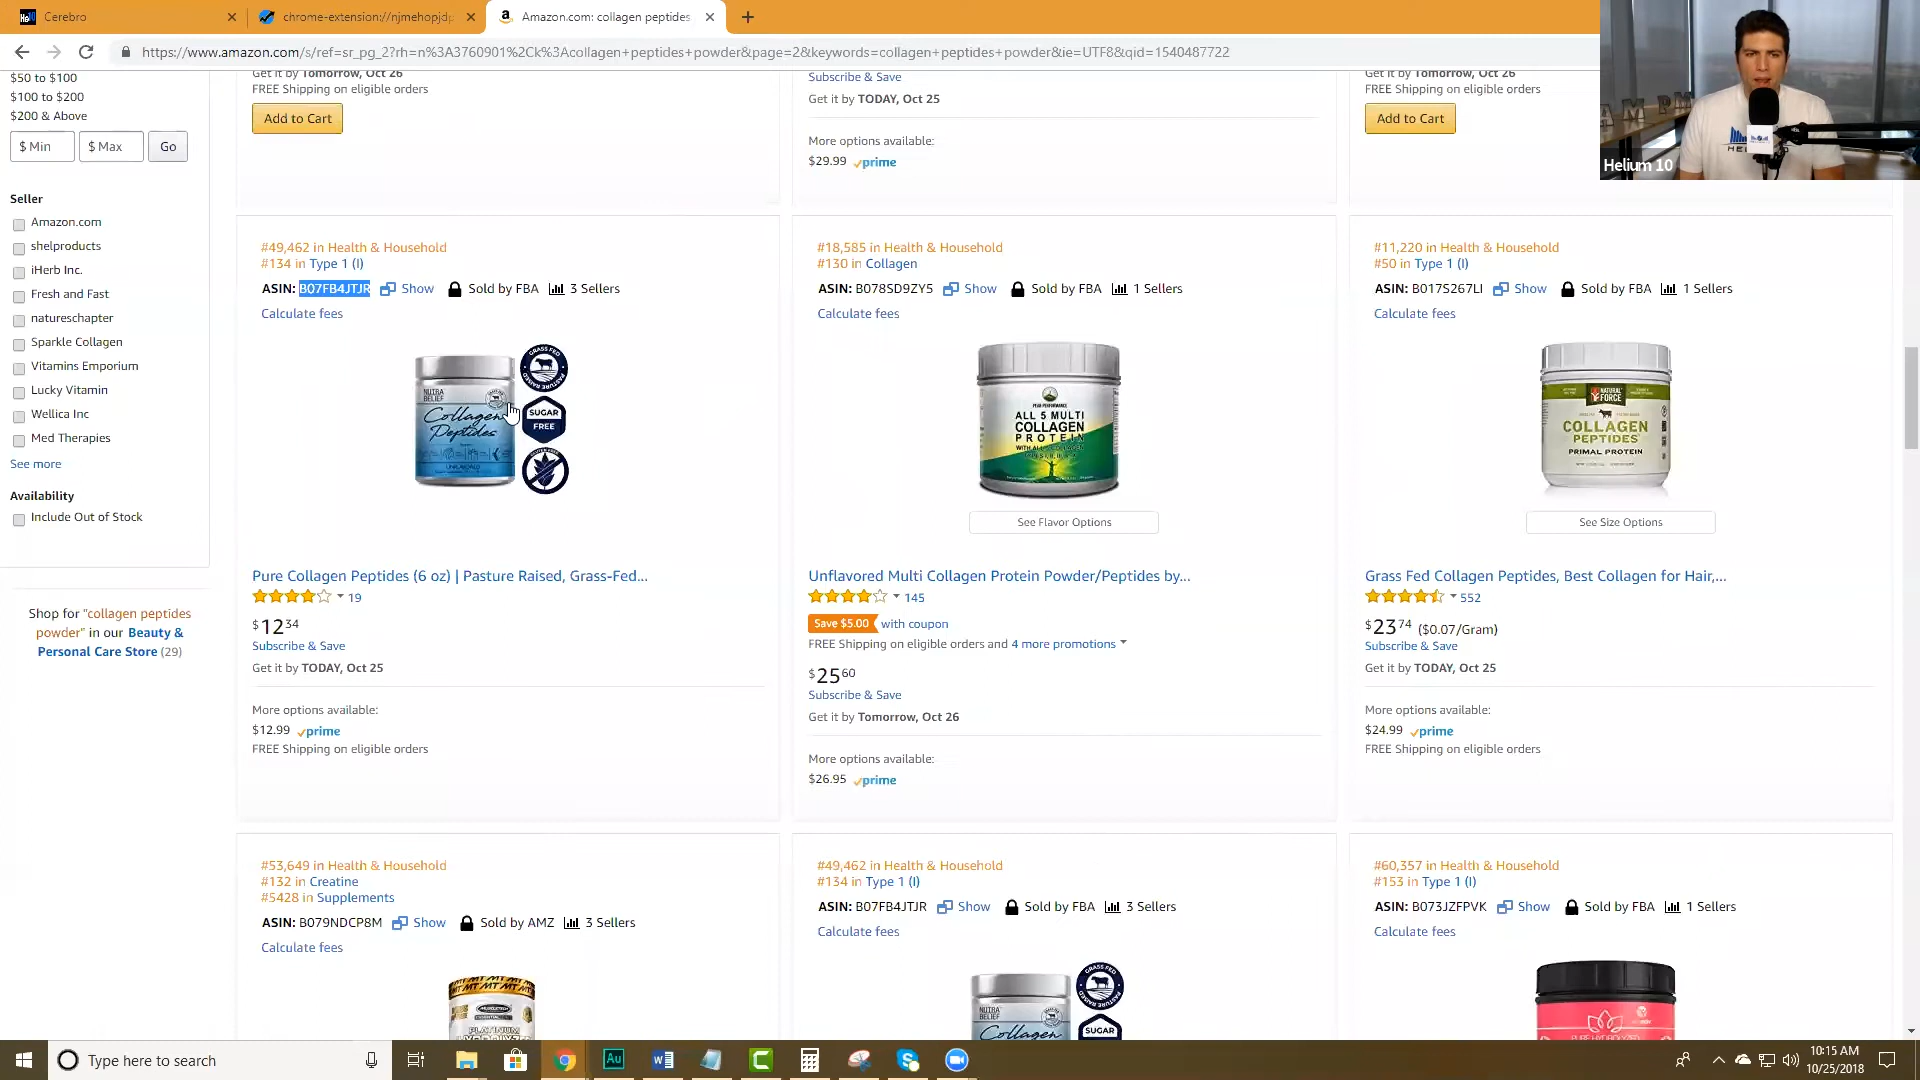 Cerebro
chrome-extension://njmehopjdp
Amazon.com: collagen peptides
https://www.amazon.com/s/ref=sr_pg_2?rh=n%3A3760901%2Ck%3Acollagen+peptides+powder&page=2&keywords=collagen+peptides+powder&ie=UTF8&qid=1540487722
Helium 10
$50 to $100
$100 to $200
$200 & Above
$ Min
$ Max
Go
Seller
Amazon.com
shelproducts
iHerb Inc.
Fresh and Fast
natureschapter
Sparkle Collagen
Vitamins Emporium
Lucky Vitamin
Wellica Inc
Med Therapies
See more
Availability
Include Out of Stock
Shop for "collagen peptides
powder" in our Beauty &
Personal Care Store (29)
Get it by Tomorrow, Oct 26
FREE Shipping on eligible orders
Add to Cart
Subscribe & Save
Get it by TODAY, Oct 25
More options available:
$29.99 prime
Get it by Tomorrow, Oct 26
FREE Shipping on eligible orders
Add to Cart
#49,462 in Health & Household
#134 in Type 1 (I)
ASIN: B07FB4JTJR Show Sold by FBA 3 Sellers
Calculate fees
NUTRA
BELIEF
Collagen
Peptides
UNFLAVORED
GRASS FED
PASTURE RAISED
SUGAR
FREE
Pure Collagen Peptides (6 oz) | Pasture Raised, Grass-Fed...
19
$12 34
Subscribe & Save
Get it by TODAY, Oct 25
More options available:
$12.99 prime
FREE Shipping on eligible orders
#18,585 in Health & Household
#130 in Collagen
ASIN: B078SD9ZY5 Show Sold by FBA 1 Sellers
Calculate fees
PEAK PERFORMANCE
ALL 5 MULTI
COLLAGEN
PROTEIN
See Flavor Options
Unflavored Multi Collagen Protein Powder/Peptides by...
145
Save $5.00 with coupon
FREE Shipping on eligible orders and 4 more promotions
$25 60
Subscribe & Save
Get it by Tomorrow, Oct 26
More options available:
$26.95 prime
#11,220 in Health & Household
#50 in Type 1 (I)
ASIN: B017S267LI Show Sold by FBA 1 Sellers
Calculate fees
NATURAL
FORCE
COLLAGEN
PEPTIDES
PRIMAL PROTEIN
See Size Options
Grass Fed Collagen Peptides, Best Collagen for Hair,...
552
$23 74 ($0.07/Gram)
Subscribe & Save
Get it by TODAY, Oct 25
More options available:
$24.99 prime
FREE Shipping on eligible orders
#53,649 in Health & Household
#132 in Creatine
#5428 in Supplements
ASIN: B079NDCP8M Show Sold by AMZ 3 Sellers
Calculate fees
MUSCLETECH
PLATINUM
#49,462 in Health & Household
#134 in Type 1 (I)
ASIN: B07FB4JTJR Show Sold by FBA 3 Sellers
Calculate fees
NUTRA
BELIEF
Collagen
GRASS FED
SUGAR
#60,357 in Health & Household
#153 in Type 1 (I)
ASIN: B073JZFPVK Show Sold by FBA 1 Sellers
Calculate fees
Type here to search
10:15 AM
10/25/2018